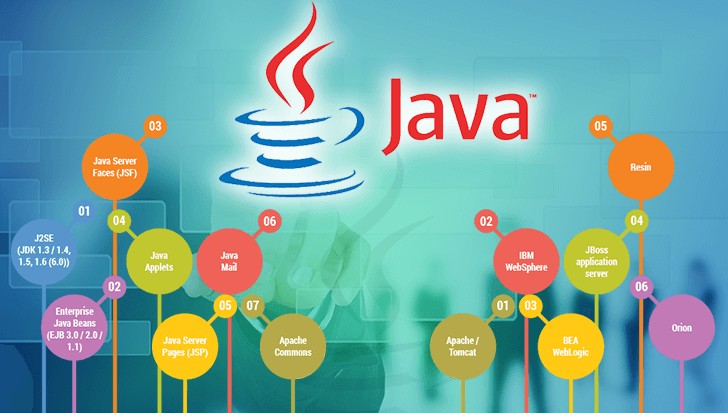 Java™
01
J2SE
(JDK 1.3 / 1.4,
1.5, 1.6 (6.0))
02
Enterprise
Java Beans
(EJB 3.0 / 2.0 /
1.1)
03
Java Server
Faces (JSF)
04
Java
Applets
05
Java Server
Pages (JSP)
06
Java
Mail
07
Apache
Commons
01
Apache /
Tomcat
02
IBM
WebSphere
03
BEA
WebLogic
04
JBoss
application
server
05
Resin
06
Orion